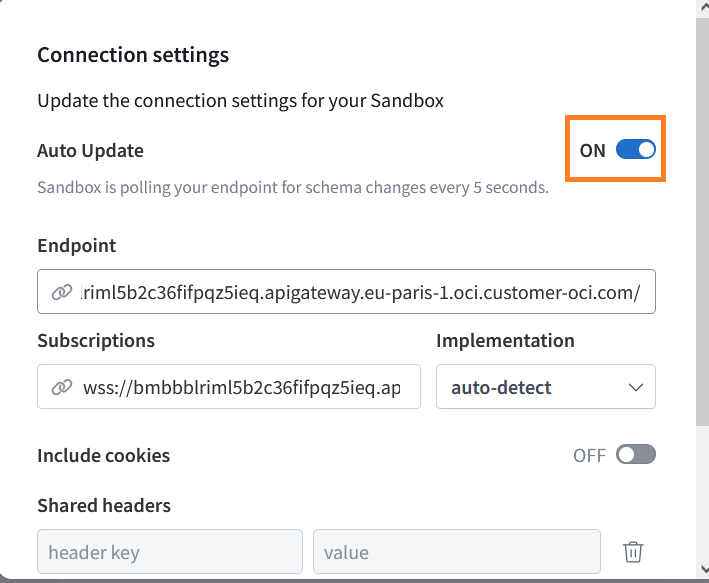 Connection settings
Update the connection settings for your Sandbox
Auto Update
ON
Sandbox is polling your endpoint for schema changes every 5 seconds.
Endpoint
lriml5b2c36fifpqz5ieq.apigateway.eu-paris-1.oci.customer-oci.com/
Subscriptions
Implementation
wss://bmbbblriml5b2c36fifpqz5ieq.ap
auto-detect
Include cookies
OFF
Shared headers
header key
value